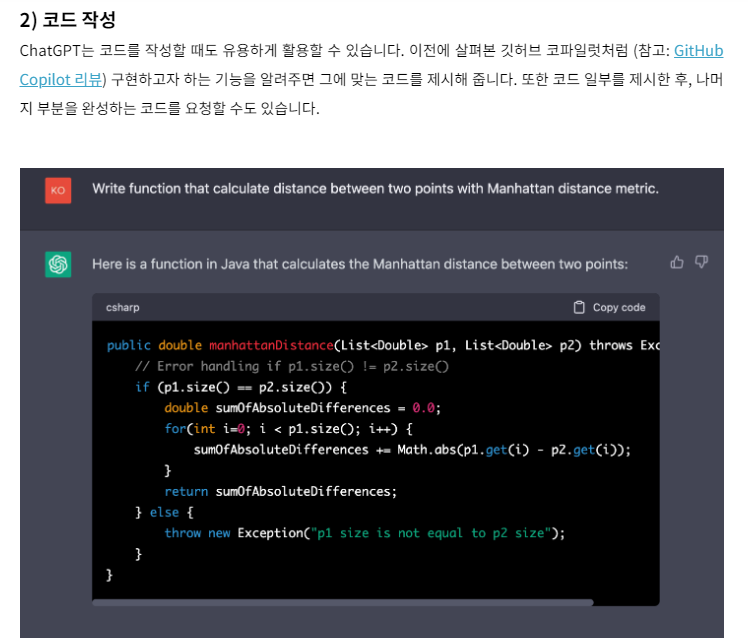 2) 코드 작성
ChatGPT는 코드를 작성할 때도 유용하게 활용할 수 있습니다. 이전에 살펴본 깃허브 코파일럿처럼 (참고: GitHub
Copilot 리뷰) 구현하고자 하는 기능을 알려주면 그에 맞는 코드를 제시해 줍니다. 또한 코드 일부를 제시한 후, 나머
지 부분을 완성하는 코드를 요청할 수도 있습니다.
KO
Write function that calculate distance between two points with Manhattan distance metric.
Here is a function in Java that calculates the Manhattan distance between two points:
csharp Copy code
public double manhattanDistance(List<Double> p1, List<Double> p2) throws Exc
// Error handling if p1.size() != p2.size()
if (p1.size() == p2.size()) {
double sumOfAbsoluteDifferences = 0.0;
for(int i=0; i < p1.size(); i++) {
sumOfAbsoluteDifferences += Math.abs(p1.get(i) - p2.get(i));
}
return sumOfAbsoluteDifferences;
} else {
throw new Exception("p1 size is not equal to p2 size");
}
}